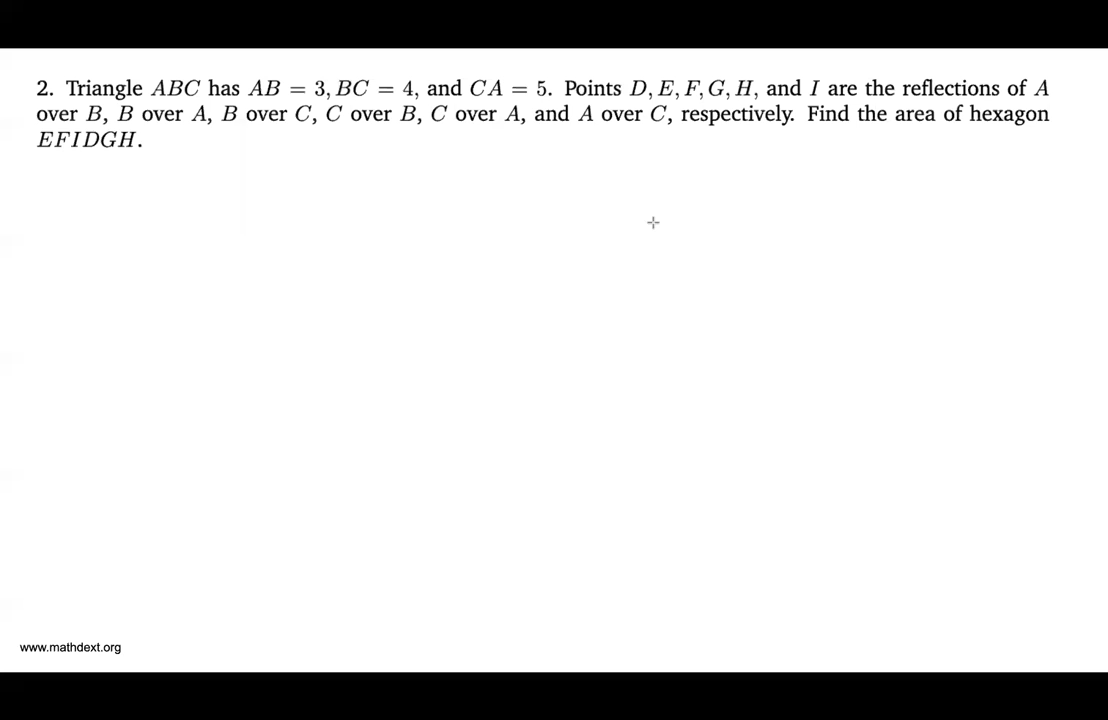 2. Triangle ABC has AB = 3, BC = 4, and CA = 5. Points D, E, F, G, H, and I are the reflections of A
over B, B over A, B over C, C over B, C over A, and A over C, respectively. Find the area of hexagon
EFIDGH.
www.mathdext.org